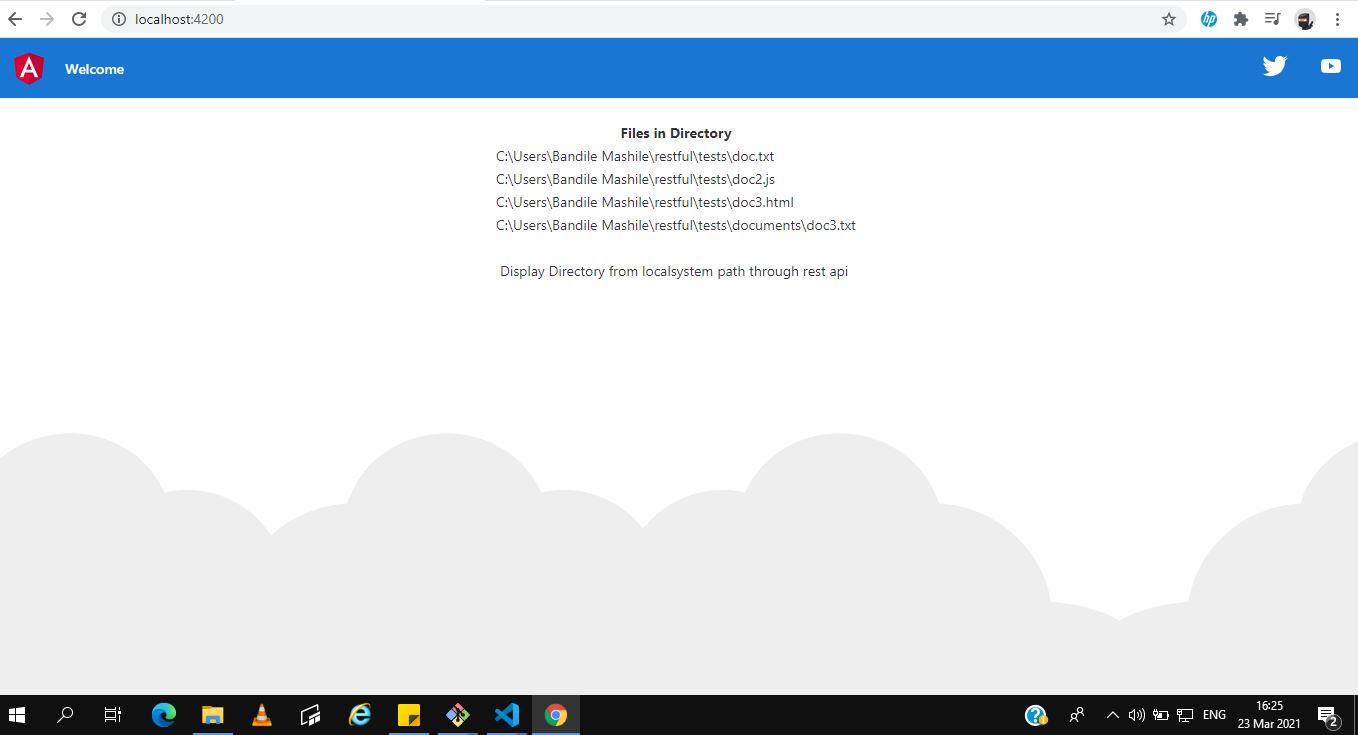 localhost:4200
hp
A
Welcome
Files in Directory
C:\Users\Bandile Mashile\restful\tests\doc.txt
C:\Users\Bandile Mashile\restful\tests\doc2.js
C:\Users\Bandile Mashile\restful\tests\doc3.html
C:\Users\Bandile Mashile\restful\tests\documents\doc3.txt
Display Directory from localsystem path through rest api
ENG
16:25
23 Mar 2021
2